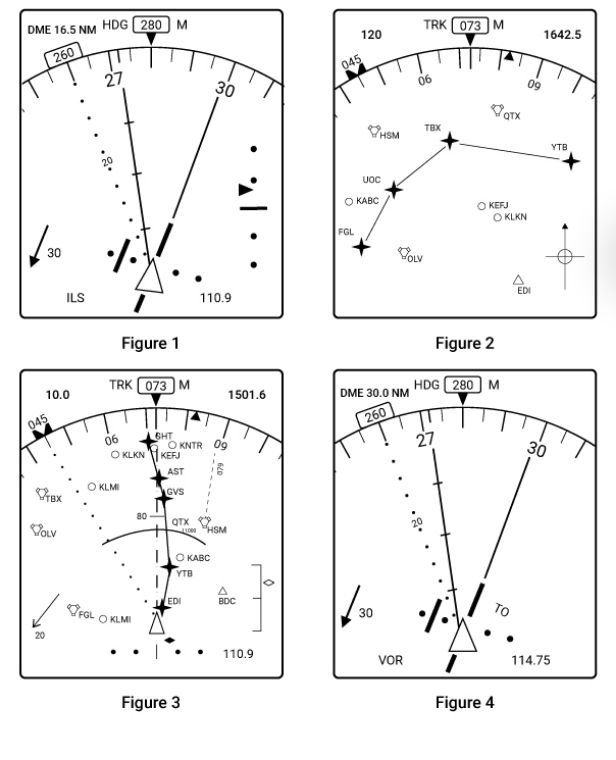 DME 16.5 NM HDG 280 M
260
27
30
20
30
ILS 110.9
Figure 1
TRK 073 M
120 1642.5
045
06
09
QTX
HSM
TBX
YTB
UOC
KABC
KEFJ
KLKN
FGL
OLV
EDI
Figure 2
TRK 073 M
10.0 1501.6
045
06
09
SHT
KNTR
KLKN
KEFJ
AST
079
KLMI
GVS
TBX
80
QTX
11000
HSM
OLV
KABC
YTB
BDC
EDI
FGL
KLMI
20
110.9
Figure 3
HDG 280 M
DME 30.0 NM
260
27
30
20
TO
30
VOR 114.75
Figure 4